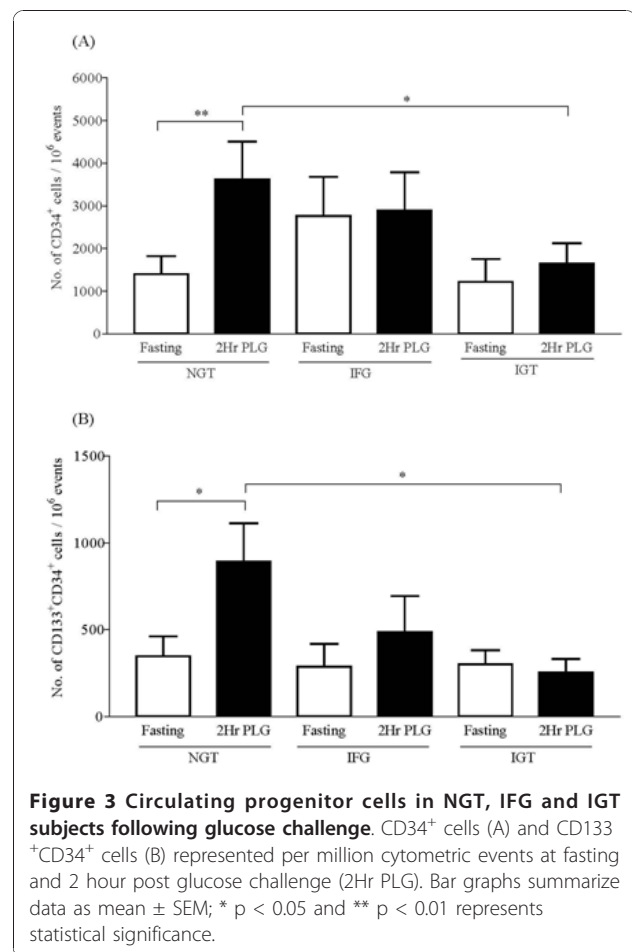 (A)
No. of CD34⁺ cells / 10⁶ events
6000
5000
4000
3000
2000
1000
0
** *
Fasting 2Hr PLG Fasting 2Hr PLG Fasting 2Hr PLG
NGT IFG IGT
(B)
No. of CD133⁺CD34⁺ cells / 10⁶ events
1500
1000
500
0
* *
Fasting 2Hr PLG Fasting 2Hr PLG Fasting 2Hr PLG
NGT IFG IGT
Figure 3 Circulating progenitor cells in NGT, IFG and IGT
subjects following glucose challenge. CD34⁺ cells (A) and CD133
⁺CD34⁺ cells (B) represented per million cytometric events at fasting
and 2 hour post glucose challenge (2Hr PLG). Bar graphs summarize
data as mean ± SEM; * p < 0.05 and ** p < 0.01 represents
statistical significance.